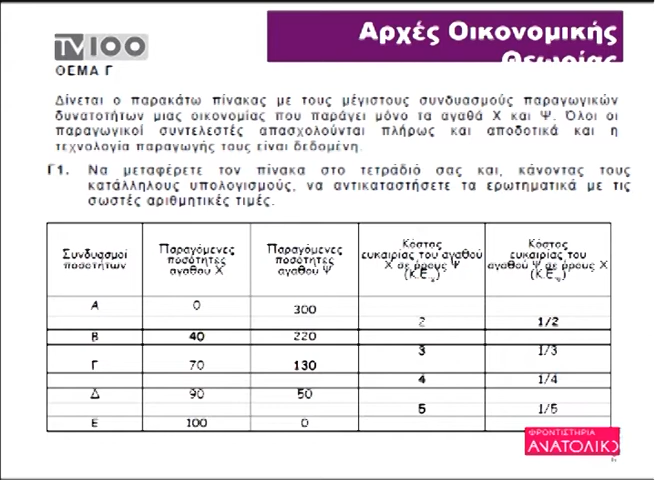 TV100
Αρχές Οικονομικής
Θεωρίας
ΘΕΜΑ Γ
Δίνεται ο παρακάτω πίνακας με τους μέγιστους συνδυασμούς παραγωγικών
δυνατοτήτων μιας οικονομίας που παράγει μόνο τα αγαθά Χ και Ψ. Όλοι οι
παραγωγικοί συντελεστές απασχολούνται πλήρως και αποδοτικά και η
τεχνολογία παραγωγής τους είναι δεδομένη.
Γ1. Να μεταφέρετε τον πίνακα στο τετράδιό σας και, κάνοντας τους
κατάλληλους υπολογισμούς, να αντικαταστήσετε τα ερωτηματικά με τις
σωστές αριθμητικές τιμές.
Συνδυασμοί ποσοτήτων
Παραγόμενες ποσότητες αγαθού Χ
Παραγόμενες ποσότητες αγαθού Ψ
Κόστος ευκαιρίας του αγαθού Χ σε όρους Ψ (Κ.Ε.)
Κόστος ευκαιρίας του αγαθού Ψ σε όρους Χ (Κ.Ε.)
Α 0 300
2 1/2
Β 40 220
3 1/3
Γ 70 130
4 1/4
Δ 90 50
5 1/5
Ε 100 0
ΦΡΟΝΤΙΣΤΗΡΙΑ
ΑΝΑΤΟΛΙΚΟ